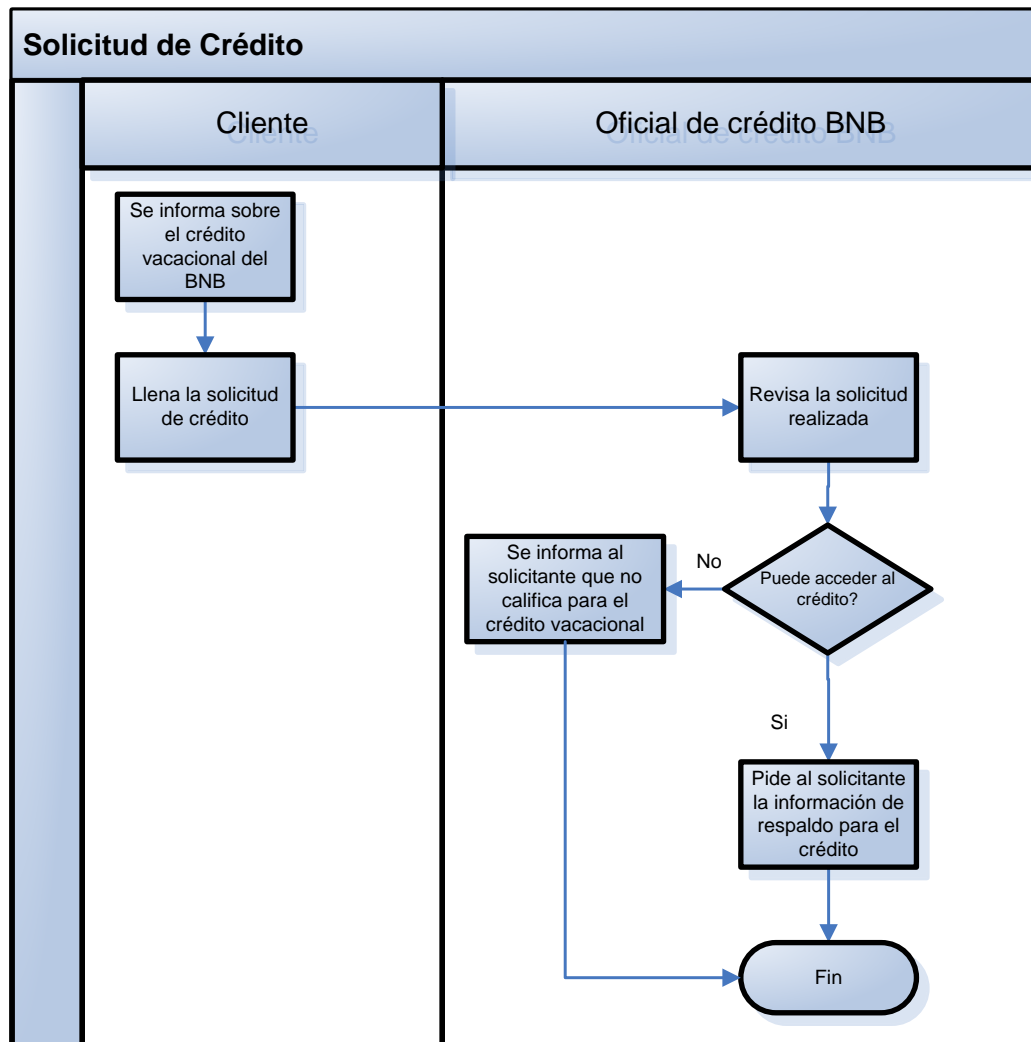 Solicitud de Crédito
Cliente
Oficial de crédito BNB
Se informa sobre
el crédito
vacacional del
BNB
Llena la solicitud
de crédito
Revisa la solicitud
realizada
Puede acceder al
crédito?
No
Se informa al
solicitante que no
califica para el
crédito vacacional
Si
Pide al solicitante
la información de
respaldo para el
crédito
Fin